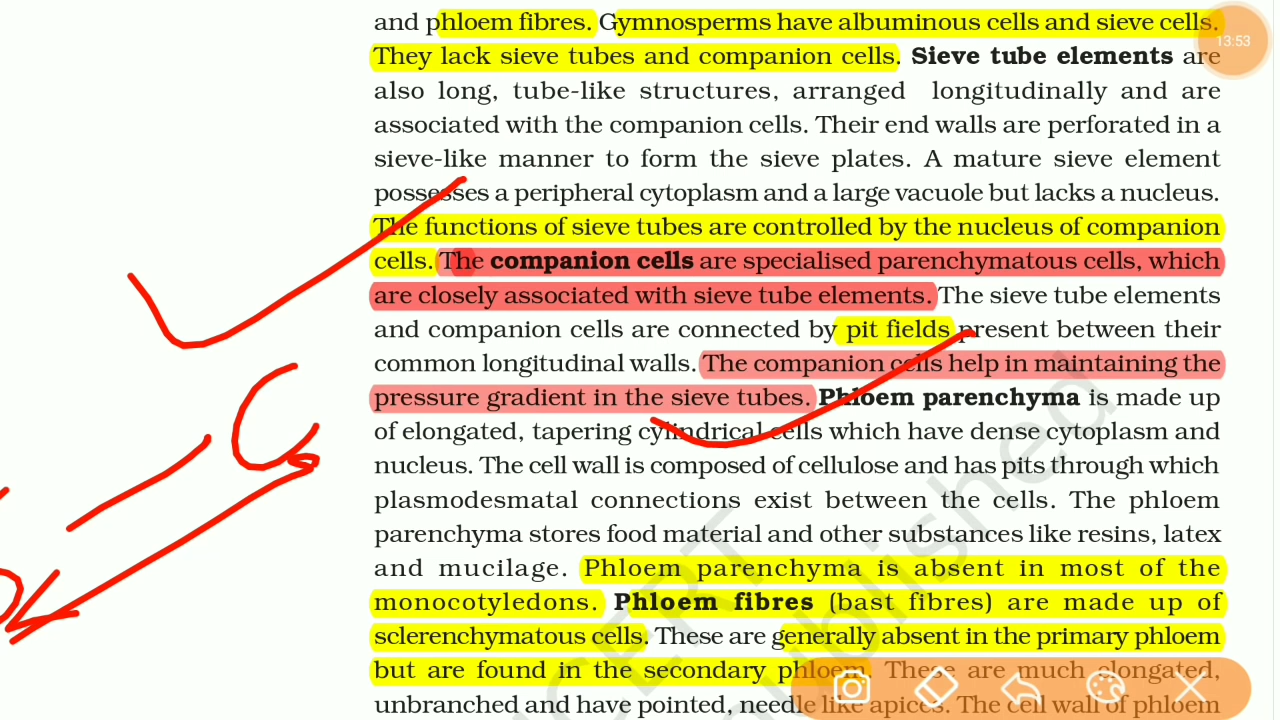 and phloem fibres. Gymnosperms have albuminous cells and sieve cells.
13:53
They lack sieve tubes and companion cells. Sieve tube elements are
also long, tube-like structures, arranged longitudinally and are
associated with the companion cells. Their end walls are perforated in a
sieve-like manner to form the sieve plates. A mature sieve element
possesses a peripheral cytoplasm and a large vacuole but lacks a nucleus.
The functions of sieve tubes are controlled by the nucleus of companion
cells. The companion cells are specialised parenchymatous cells, which
are closely associated with sieve tube elements. The sieve tube elements
and companion cells are connected by pit fields present between their
common longitudinal walls. The companion cells help in maintaining the
pressure gradient in the sieve tubes. Phloem parenchyma is made up
of elongated, tapering cylindrical cells which have dense cytoplasm and
nucleus. The cell wall is composed of cellulose and has pits through which
plasmodesmatal connections exist between the cells. The phloem
parenchyma stores food material and other substances like resins, latex
and mucilage. Phloem parenchyma is absent in most of the
monocotyledons. Phloem fibres (bast fibres) are made up of
sclerenchymatous cells. These are generally absent in the primary phloem
but are found in the secondary phloem. These are much elongated,
unbranched and have pointed, needle like apices. The cell wall of phloem